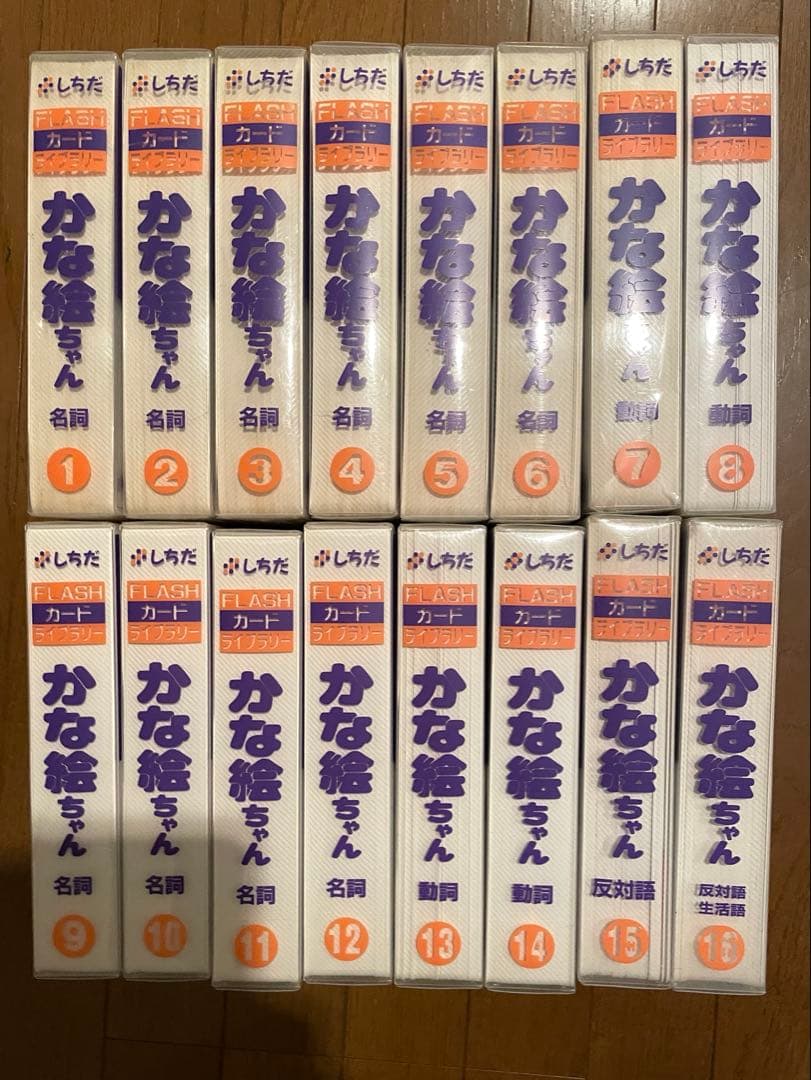 しちだ
FLASH
カード
ライブラリー
かな絵ちゃん
名詞
1
しちだ
FLASH
カード
ライブラリー
かな絵ちゃん
名詞
2
しちだ
FLASH
カード
ライブラリー
かな絵ちゃん
名詞
3
しちだ
FLASH
カード
ライブラリー
かな絵ちゃん
名詞
4
しちだ
FLASH
カード
ライブラリー
かな絵ちゃん
名詞
5
しちだ
FLASH
カード
ライブラリー
かな絵ちゃん
名詞
6
しちだ
FLASH
カード
ライブラリー
かな絵ちゃん
動詞
7
しちだ
FLASH
カード
ライブラリー
かな絵ちゃん
動詞
8
しちだ
FLASH
カード
ライブラリー
かな絵ちゃん
名詞
9
しちだ
FLASH
カード
ライブラリー
かな絵ちゃん
名詞
10
しちだ
FLASH
カード
ライブラリー
かな絵ちゃん
名詞
11
しちだ
FLASH
カード
ライブラリー
かな絵ちゃん
名詞
12
しちだ
FLASH
カード
ライブラリー
かな絵ちゃん
動詞
13
しちだ
FLASH
カード
ライブラリー
かな絵ちゃん
動詞
14
しちだ
FLASH
カード
ライブラリー
かな絵ちゃん
反対語
15
しちだ
FLASH
カード
ライブラリー
かな絵ちゃん
反対語
生活語
16